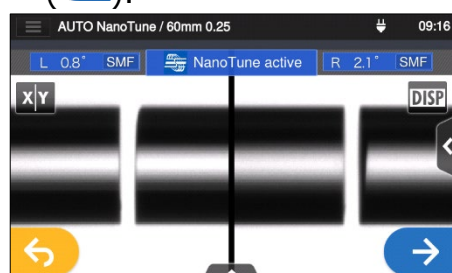 (    ).
AUTO NanoTune / 60mm 0.25 09:16
L 0.8° SMF NanoTune active R 2.1° SMF
X|Y DISP